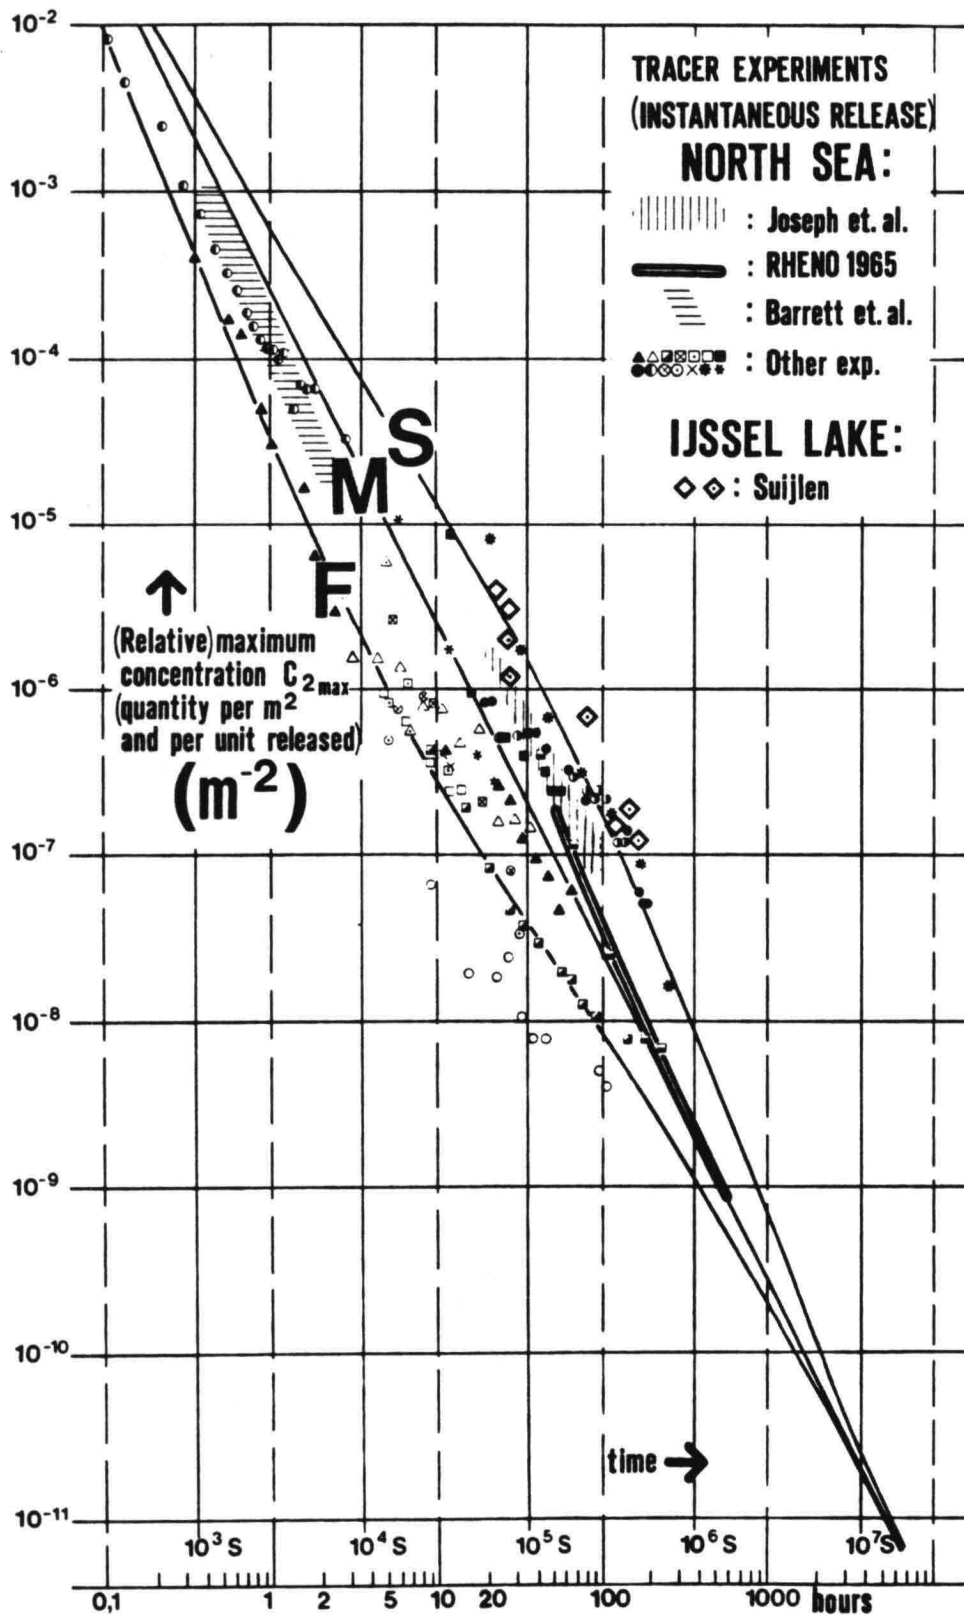 10-2
TRACER EXPERIMENTS
(INSTANTANEOUS RELEASE)
NORTH SEA:
10-3
: Joseph et. al.
: RHENO 1965
: Barrett et. al.
10-4
: Other exp.
S
IJSSEL LAKE:
M
: Suijlen
10-5
F
(Relative) maximum
concentration C2max
10-6
(quantity per m2
and per unit released)
(m-2)
10-7
10-8
10-9
10-10
time
10-11
103 S
104 S
105 S
106 S
107 S
0,1
1
2
5
10
20
100
1000
hours